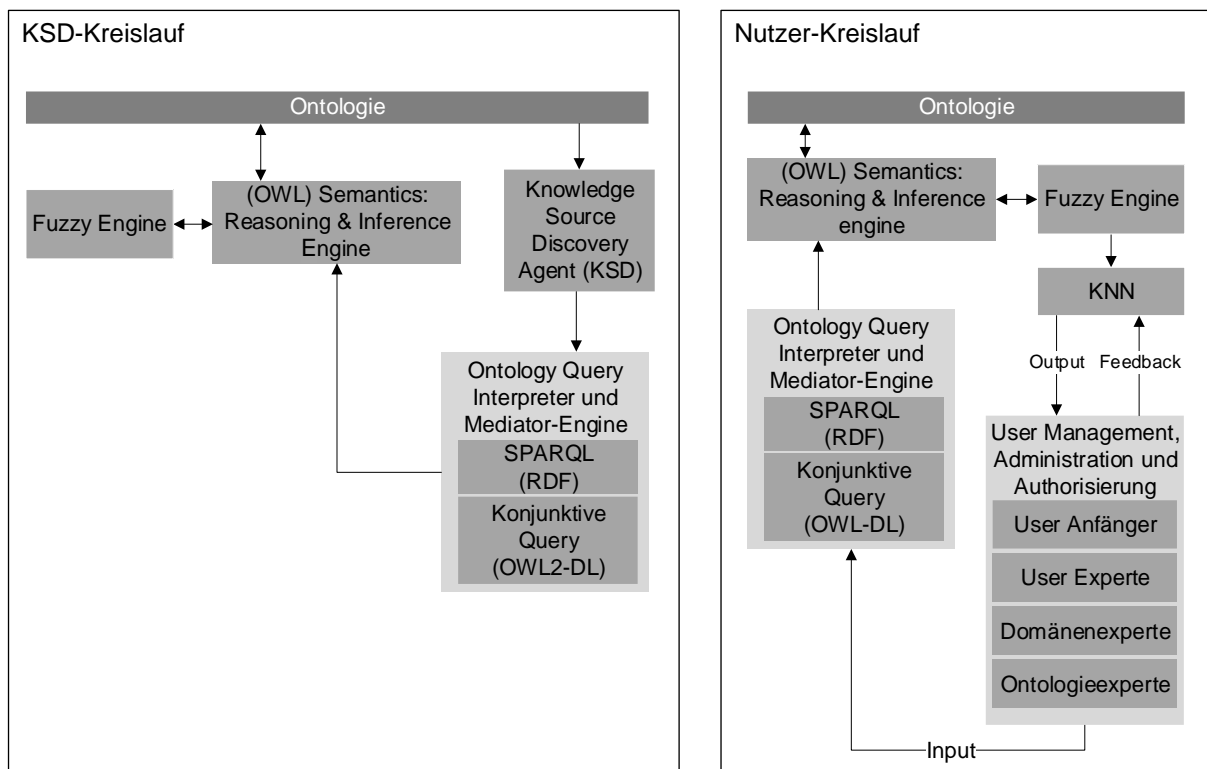 KSD-Kreislauf
Ontologie
Fuzzy Engine
(OWL) Semantics:
Reasoning & Inference
Engine
Knowledge
Source
Discovery
Agent (KSD)
Ontology Query
Interpreter und
Mediator-Engine
SPARQL
(RDF)
Konjunktive
Query
(OWL2-DL)
Nutzer-Kreislauf
Ontologie
(OWL) Semantics:
Reasoning & Inference
engine
Fuzzy Engine
KNN
Ontology Query
Interpreter und
Mediator-Engine
SPARQL
(RDF)
Konjunktive
Query
(OWL-DL)
Output
Feedback
User Management,
Administration und
Authorisierung
User Anfänger
User Experte
Domänenexperte
Ontologieexperte
Input